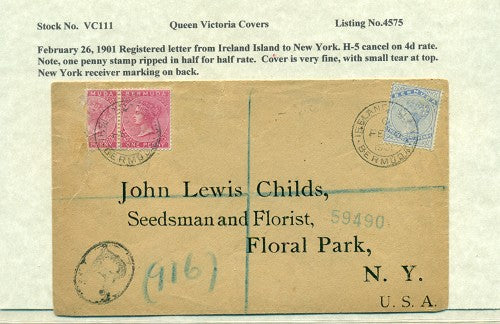 Stock No. VC111 Queen Victoria Covers Listing No.4575
February 26, 1901 Registered letter from Ireland Island to New York. H-5 cancel on 4d rate.
Note, one penny stamp ripped in half for half rate. Cover is very fine, with small tear at top.
New York receiver marking on back.
BERMUDA
ONE PENNY
IRELAND
BERMUDA
BERMUDA
IRELAND
BERMUDA
John Lewis Childs,
Seedsman and Florist,
59490
Floral Park,
(916)
N. Y.
U. S. A.